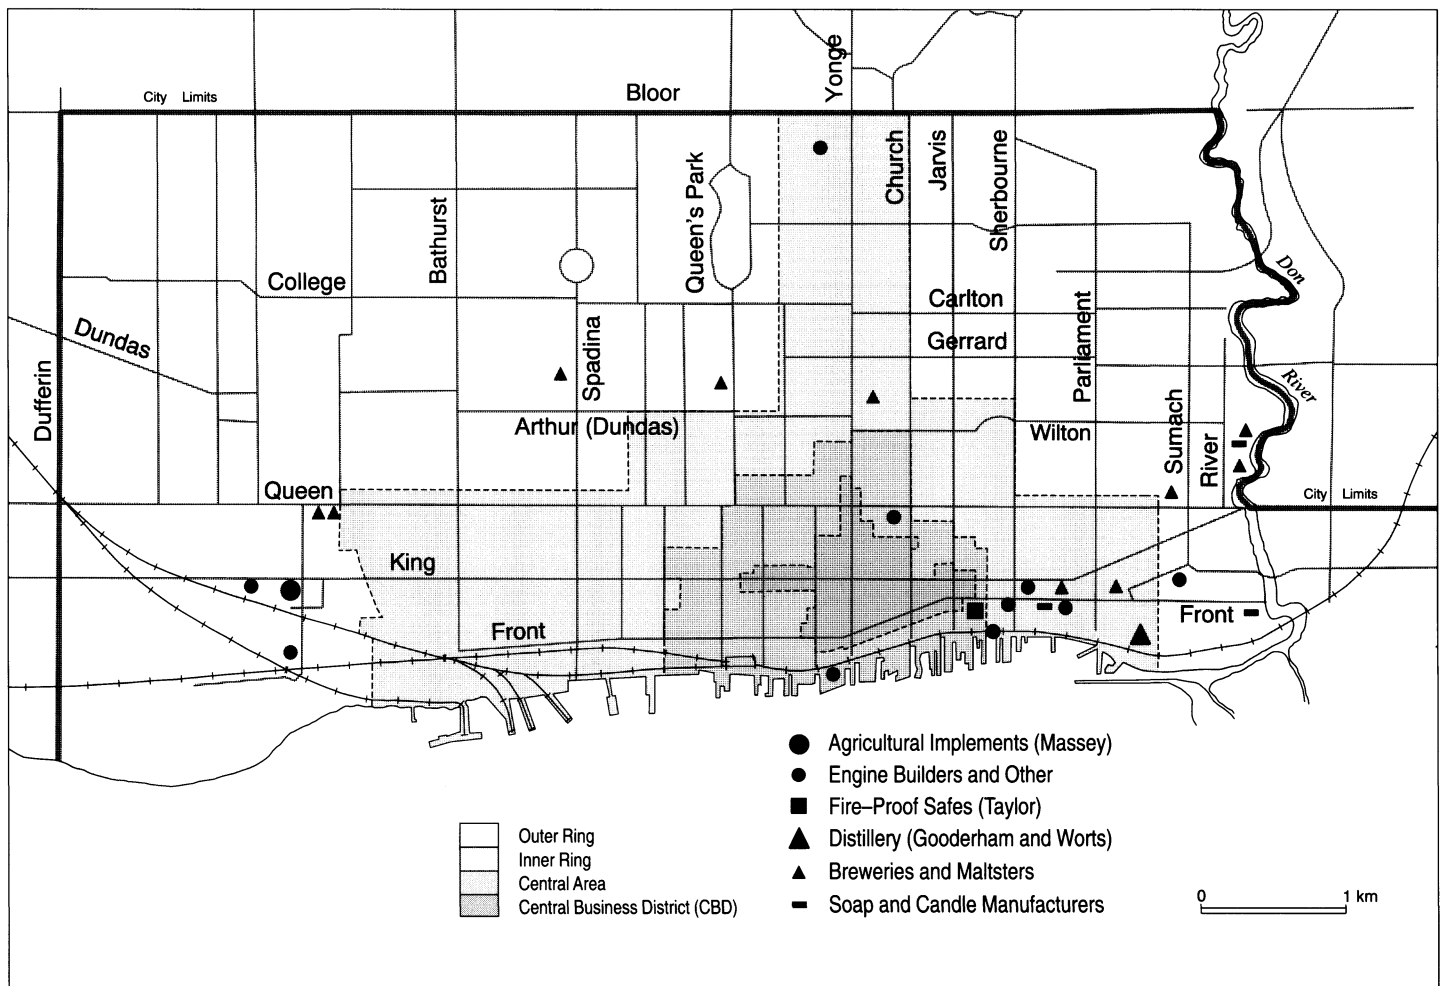 Yonge
Bloor
City Limits
Church
Jarvis
Sherbourne
Queen's Park
Bathurst
College
Don
Carlton
Gerrard
Dundas
Spadina
Parliament
Dufferin
River
Arthur (Dundas)
Wilton
Sumach
River
Queen
City Limits
King
Front
Front
Agricultural Implements (Massey)
Engine Builders and Other
Fire–Proof Safes (Taylor)
Distillery (Gooderham and Worts)
Breweries and Maltsters
Soap and Candle Manufacturers
Outer Ring
Inner Ring
Central Area
Central Business District (CBD)
0 1 km